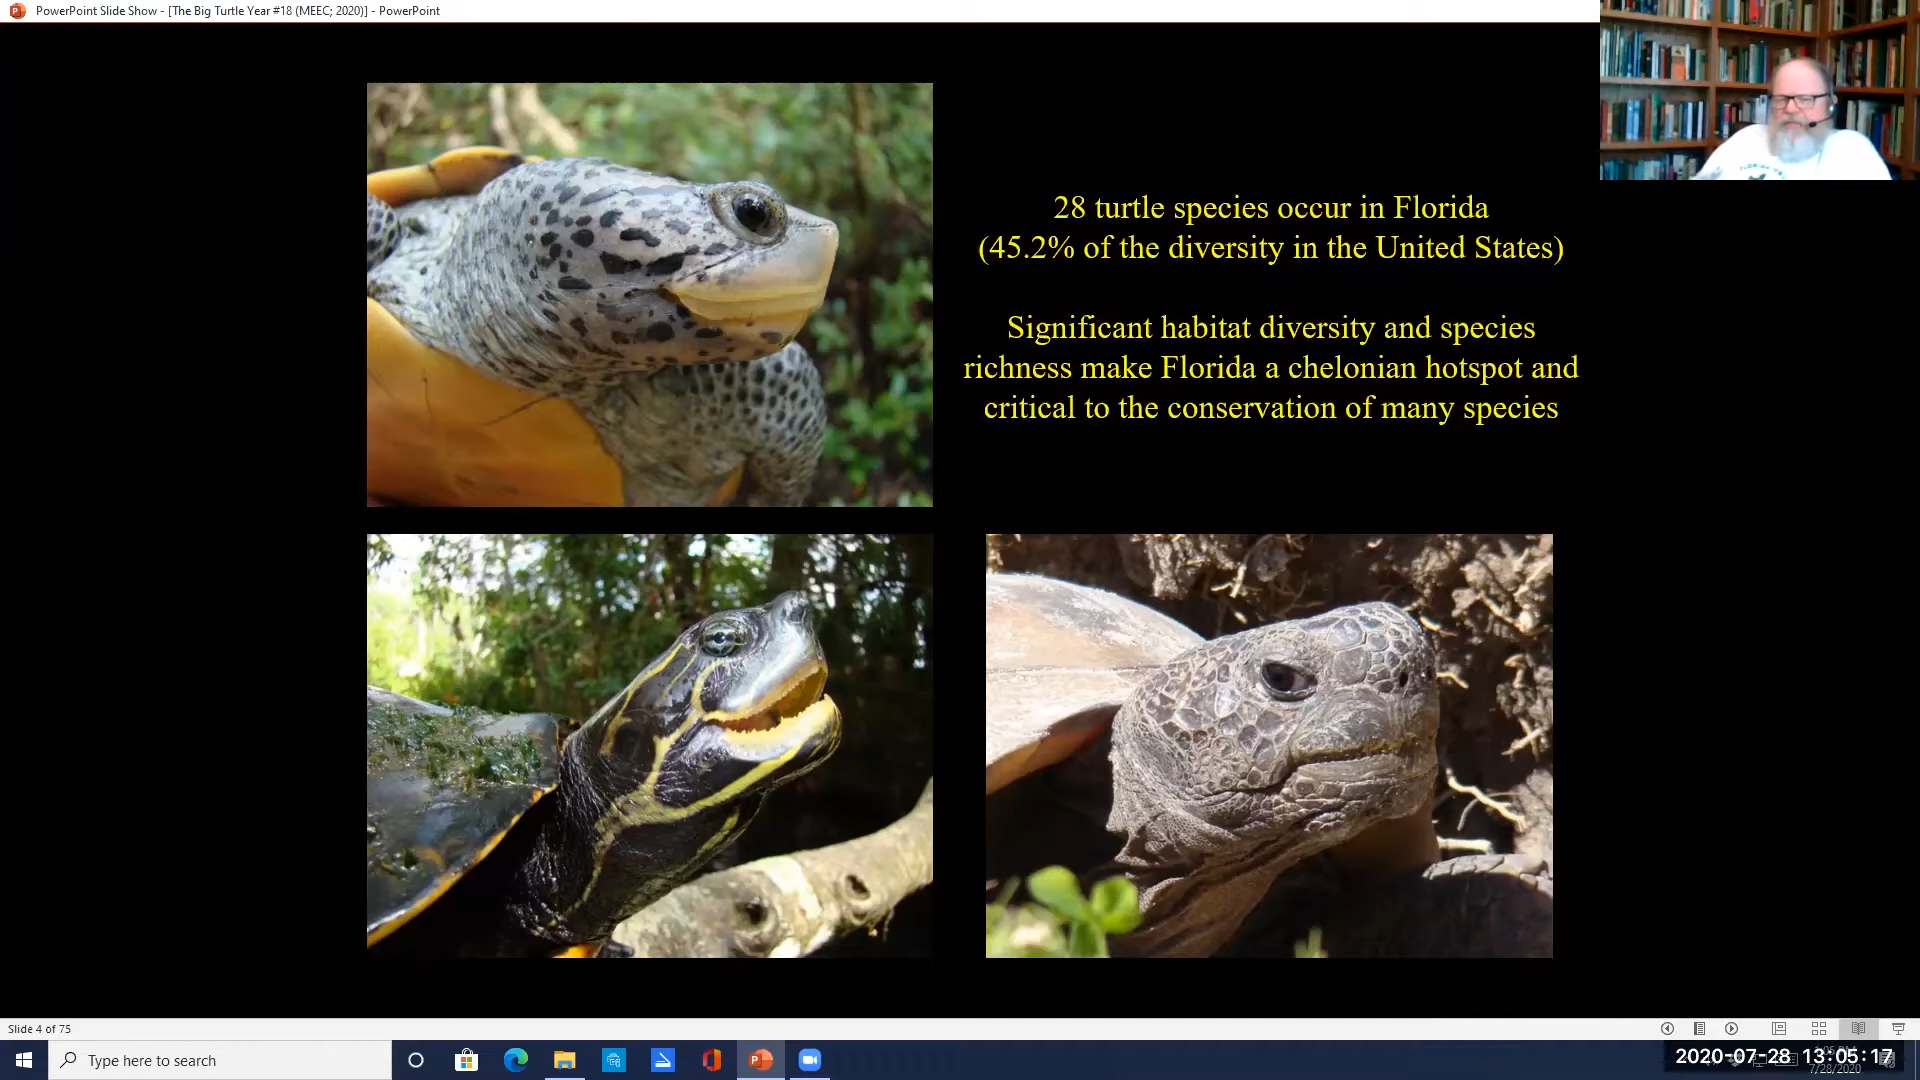 PowerPoint Slide Show - [The Big Turtle Year #18 (MEEC; 2020)] - PowerPoint
28 turtle species occur in Florida
(45.2% of the diversity in the United States)
Significant habitat diversity and species
richness make Florida a chelonian hotspot and
critical to the conservation of many species
Slide 4 of 75
Type here to search
2020-07-28 13:05:17
7/28/2020